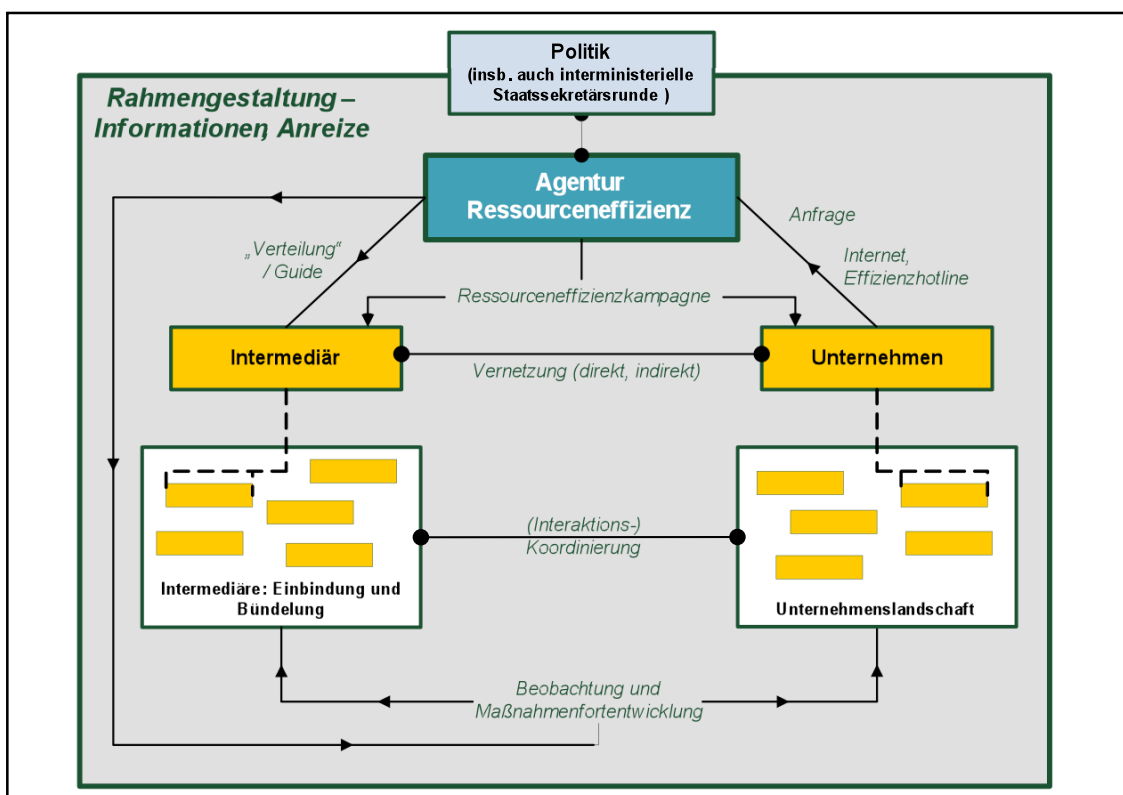 Politik
(insb. auch interministerielle
Staatssekretärsrunde )
Rahmengestaltung –
Informationen, Anreize
Agentur
Ressourceneffizienz
Anfrage
„Verteilung“
/ Guide
Internet,
Effizienzhotline
Ressourceneffizienzkampagne
Intermediär
Unternehmen
Vernetzung (direkt, indirekt)
(Interaktions-)
Koordinierung
Intermediäre: Einbindung und
Bündelung
Unternehmenslandschaft
Beobachtung und
Maßnahmenfortentwicklung